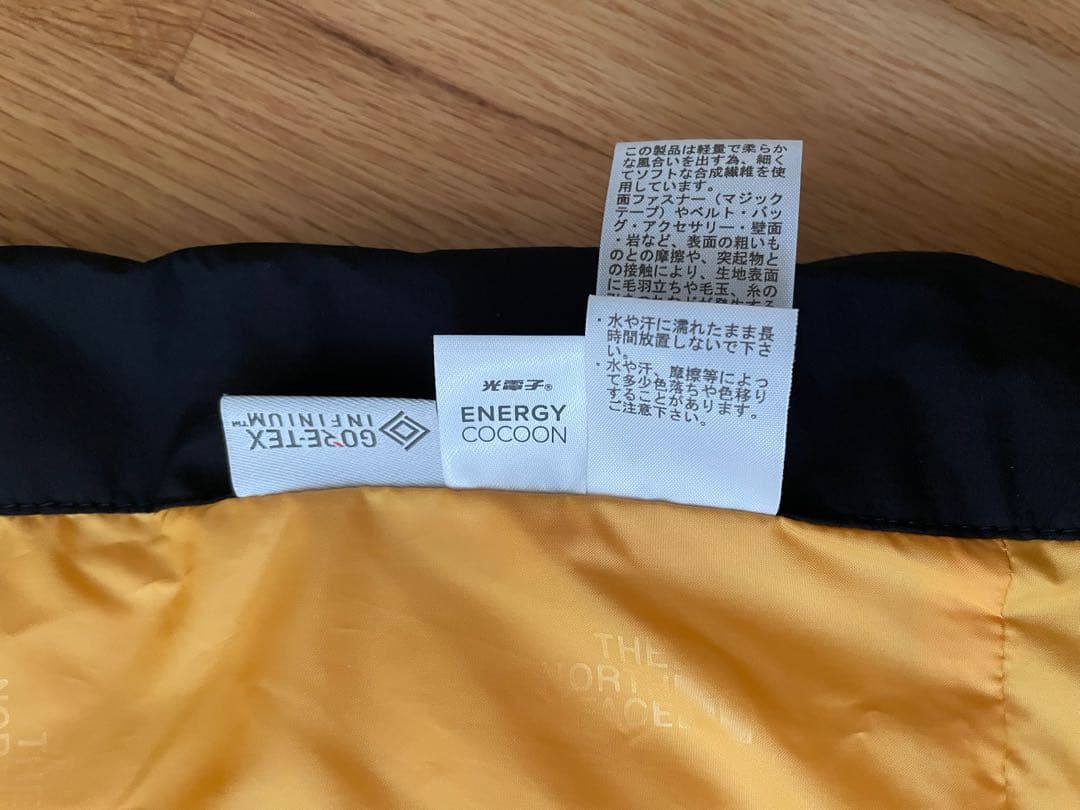 この製品は軽量で柔らか
な風合いを出す為、細く
てソフトな合成繊維を使
用しています。
面ファスナー（マジック
テープ）やベルト・バッ
グ・アクセサリー・壁面
・岩など、表面の粗いも
のとの摩擦や、突起物と
の接触により、生地表面
に毛羽立ちや毛玉、糸の
・水や汗に濡れたまま長
時間放置しないで下さ
い。
・水や汗、摩擦等によっ
て多少色落ちや色移り
することがあります。
ご注意下さい。
光電子®
ENERGY
COCOON
GORE-TEX
INFINIUM™
THE
NORTH
FACE